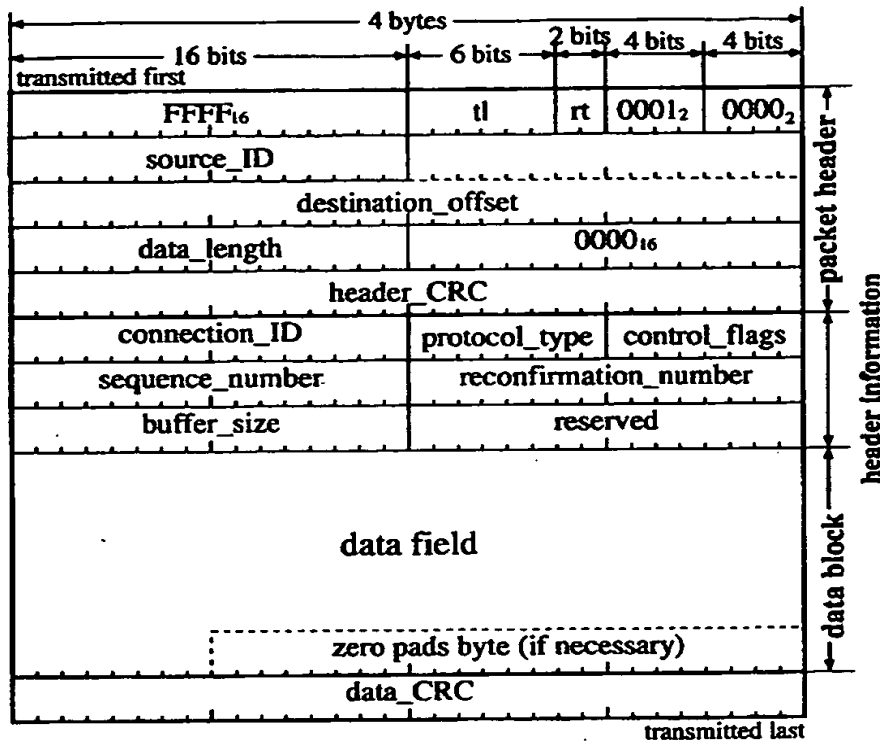 4 bytes
16 bits 6 bits 2 bits 4 bits 4 bits
transmitted first
FFFF₁₆ tl rt 0001₂ 0000₂
source_ID
destination_offset
data_length 0000₁₆
header_CRC
packet header
connection_ID protocol_type control_flags
sequence_number reconfirmation_number
buffer_size reserved
header information
data field
zero pads byte (if necessary)
data block
data_CRC
transmitted last